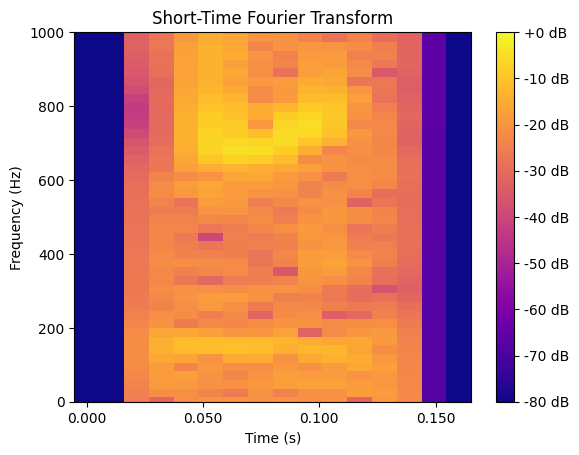 Short-Time Fourier Transform
Frequency (Hz)
1000
800
600
400
200
0
0.000 0.050 0.100 0.150
Time (s)
+0 dB
-10 dB
-20 dB
-30 dB
-40 dB
-50 dB
-60 dB
-70 dB
-80 dB